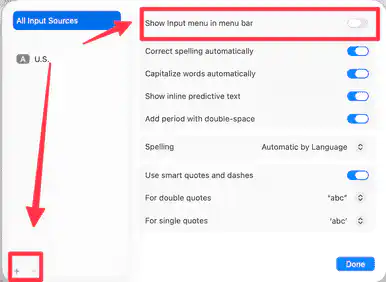 All Input Sources
A U.S.
+ -
Show Input menu in menu bar
Correct spelling automatically
Capitalize words automatically
Show inline predictive text
Add period with double-space
Spelling Automatic by Language
Use smart quotes and dashes
For double quotes “abc”
For single quotes ‘abc’
Done